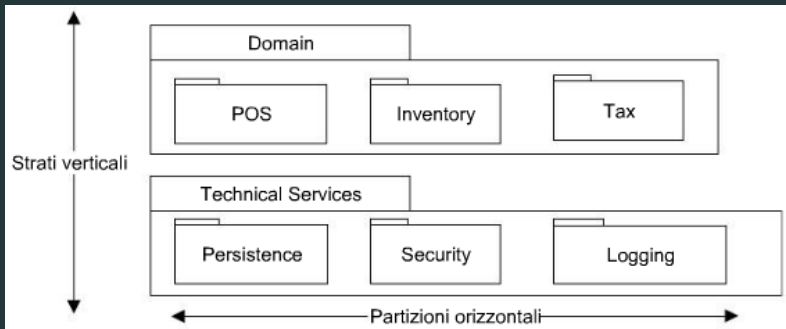 Domain
POS
Inventory
Tax
Strati verticali
Technical Services
Persistence
Security
Logging
Partizioni orizzontali